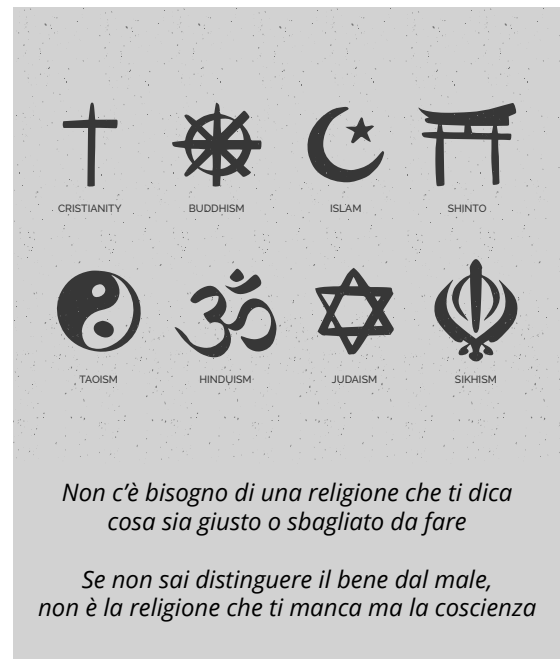 CRISTIANITY BUDDHISM ISLAM SHINTO
TAOISM HINDUISM JUDAISM SIKHISM
Non c’è bisogno di una religione che ti dica
cosa sia giusto o sbagliato da fare
Se non sai distinguere il bene dal male,
non è la religione che ti manca ma la coscienza